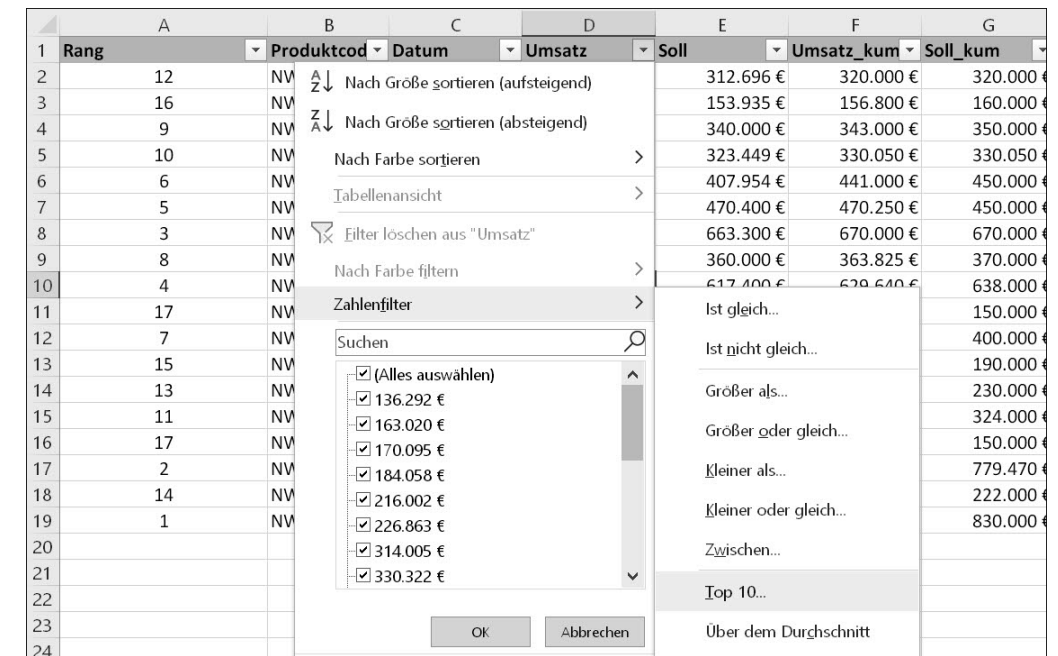 A B C D E F G
1 Rang Produktcod Datum Umsatz Soll Umsatz_kum Soll_kum
2 12 NW 312.696 € 320.000 € 320.000 €
3 16 NW 153.935 € 156.800 € 160.000 €
4 9 NW 340.000 € 343.000 € 350.000 €
5 10 NW 323.449 € 330.050 € 330.050 €
6 6 NW 407.954 € 441.000 € 450.000 €
7 5 NW 470.400 € 470.250 € 450.000 €
8 3 NW 663.300 € 670.000 € 670.000 €
9 8 NW 360.000 € 363.825 € 370.000 €
10 4 NW 617.400 € 629.640 € 638.000 €
11 17 NW 150.000 €
12 7 NW 400.000 €
13 15 NW 190.000 €
14 13 NW 230.000 €
15 11 NW 324.000 €
16 17 NW 150.000 €
17 2 NW 779.470 €
18 14 NW 222.000 €
19 1 NW 830.000 €
20
21
22
23
24
Nach Größe sortieren (aufsteigend)
Nach Größe sortieren (absteigend)
Nach Farbe sortieren
Tabellenansicht
Filter löschen aus "Umsatz"
Nach Farbe filtern
Zahlenfilter
Suchen
(Alles auswählen)
136.292 €
163.020 €
170.095 €
184.058 €
216.002 €
226.863 €
314.005 €
330.322 €
OK Abbrechen
Ist gleich...
Ist nicht gleich...
Größer als...
Größer oder gleich...
Kleiner als...
Kleiner oder gleich...
Zwischen...
Top 10...
Über dem Durchschnitt